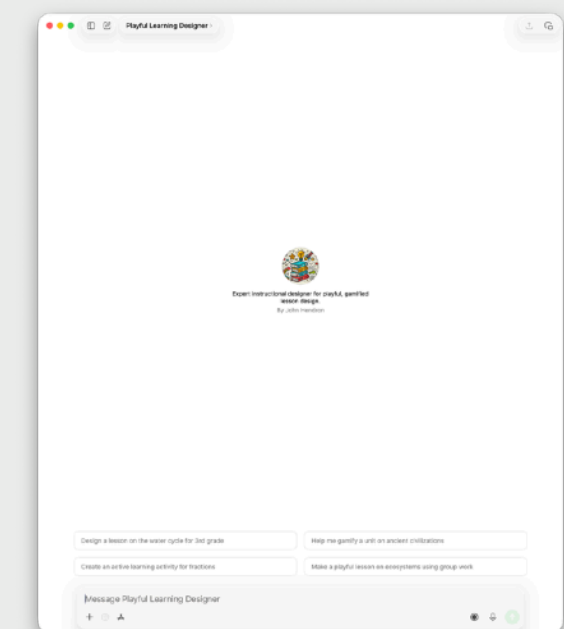 Playful Learning Designer ›
Expert instructional designer for playful, gamified
lesson design.
By John
Design a lesson on the water cycle for 3rd grade
Help me gamify a unit on ancient civilizations
Create an active learning activity for fractions
Make a playful lesson on ecosystems using group work
Message Playful Learning Designer